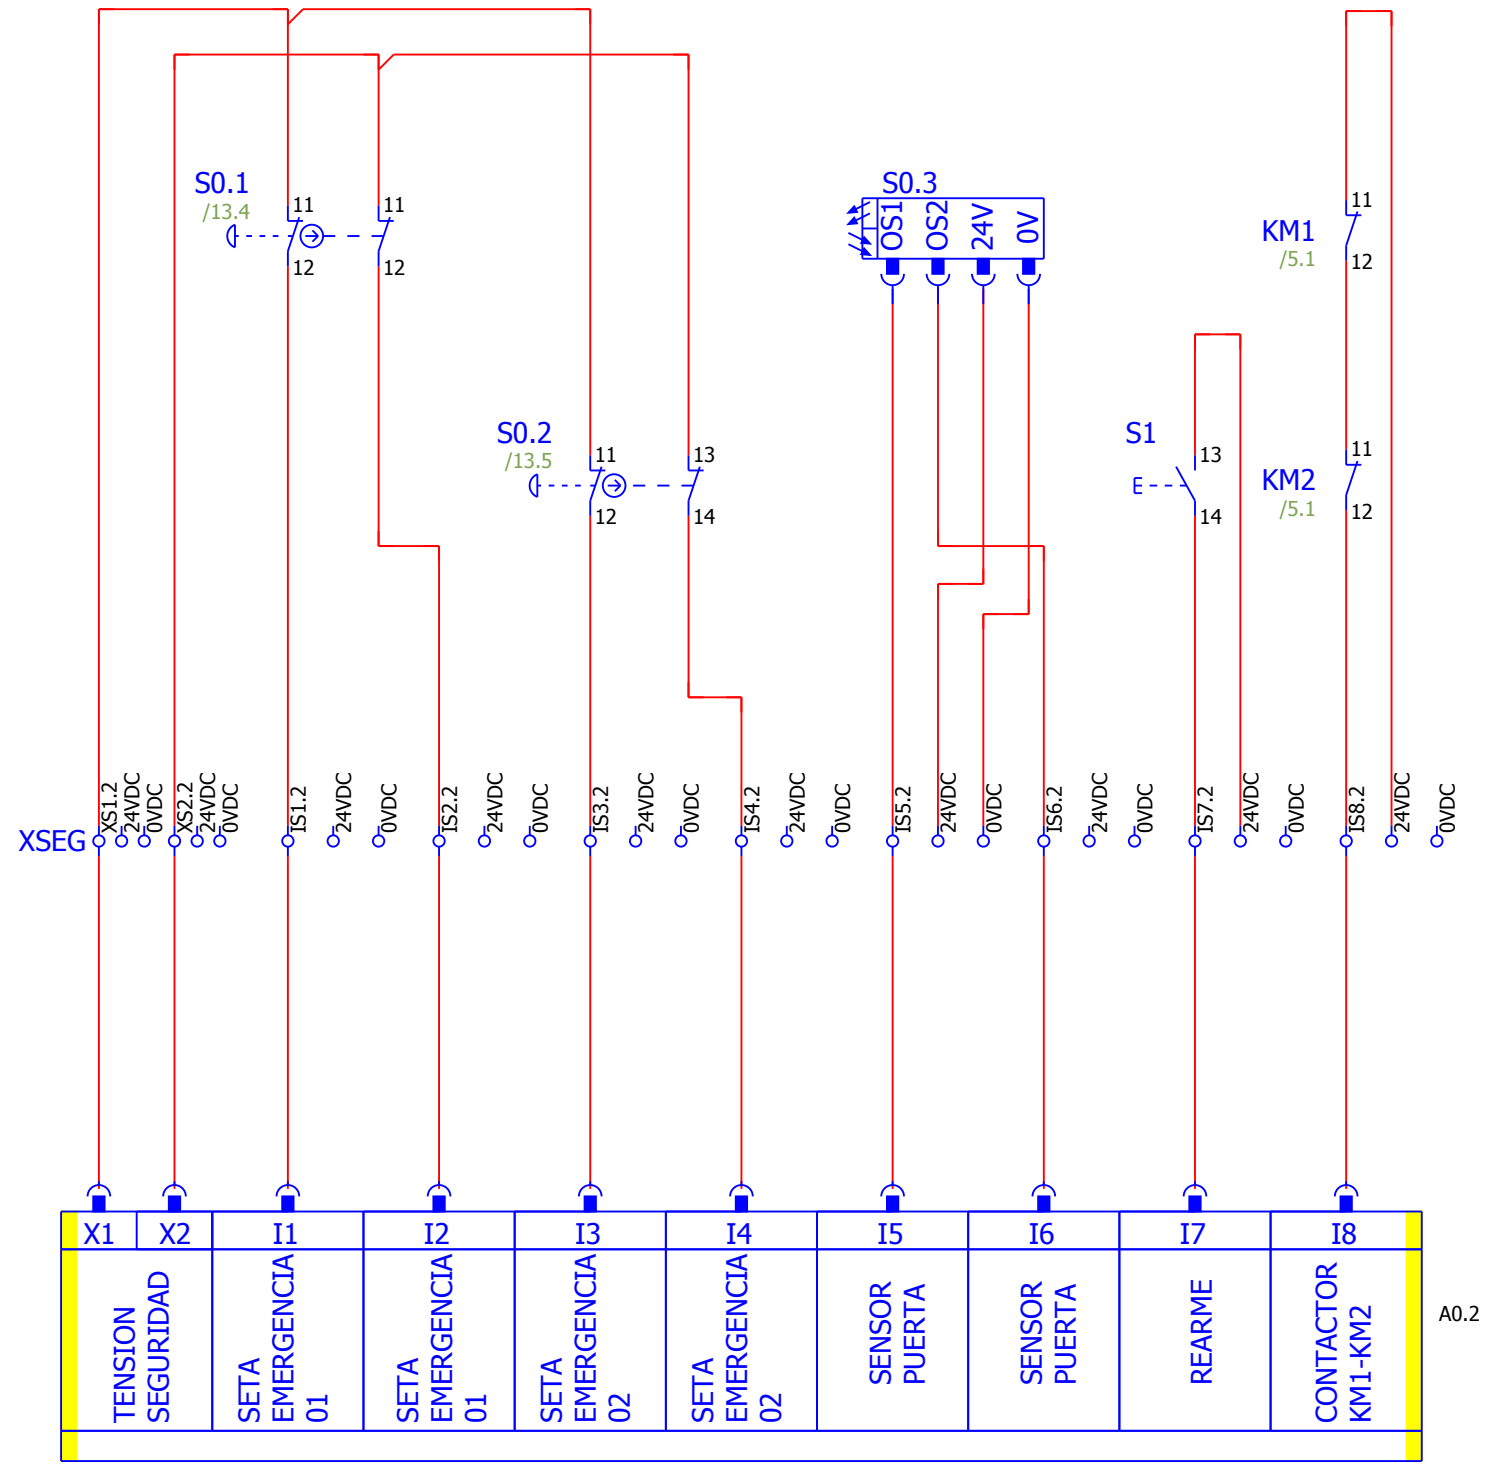 S0.1
/13.4
11
12
11
12
S0.3
OS1
OS2
24V
0V
KM1
/5.1
11
12
S0.2
/13.5
11
12
13
14
S1
13
14
KM2
/5.1
11
12
XSEG
XS1.2
24VDC
0VDC
XS2.2
24VDC
0VDC
IS1.2
24VDC
0VDC
IS2.2
24VDC
0VDC
IS3.2
24VDC
0VDC
IS4.2
24VDC
0VDC
IS5.2
24VDC
0VDC
IS6.2
24VDC
0VDC
IS7.2
24VDC
0VDC
IS8.2
24VDC
0VDC
X1
X2
I1
I2
I3
I4
I5
I6
I7
I8
TENSION
SEGURIDAD
SETA
EMERGENCIA
01
SETA
EMERGENCIA
01
SETA
EMERGENCIA
02
SETA
EMERGENCIA
02
SENSOR
PUERTA
SENSOR
PUERTA
REARME
CONTACTOR
KM1-KM2
A0.2